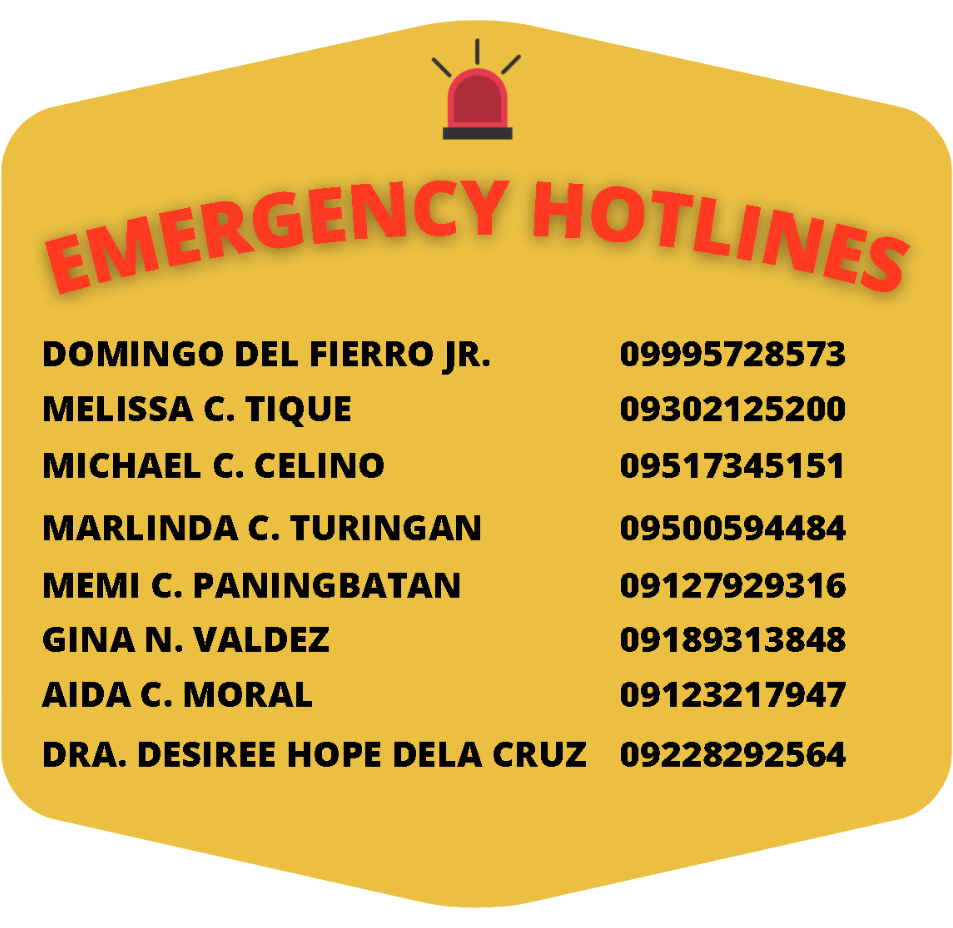 EMERGENCY HOTLINES
DOMINGO DEL FIERRO JR. 09995728573
MELISSA C. TIQUE 09302125200
MICHAEL C. CELINO 09517345151
MARLINDA C. TURINGAN 09500594484
MEMI C. PANINGBATAN 09127929316
GINA N. VALDEZ 09189313848
AIDA C. MORAL 09123217947
DRA. DESIREE HOPE DELA CRUZ 09228292564